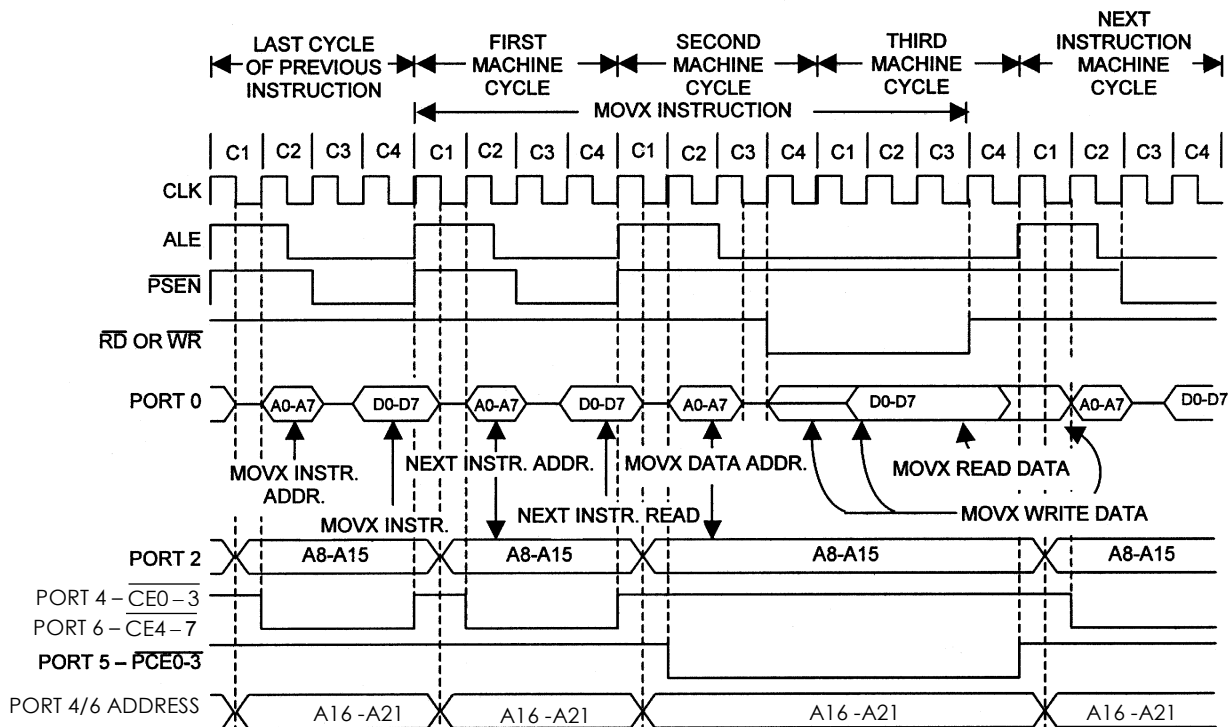 LAST CYCLE
OF PREVIOUS
INSTRUCTION
FIRST
MACHINE
CYCLE
SECOND
MACHINE
CYCLE
THIRD
MACHINE
CYCLE
NEXT
INSTRUCTION
MACHINE
CYCLE
MOVX INSTRUCTION
C1 C2 C3 C4 C1 C2 C3 C4 C1 C2 C3 C4 C1 C2 C3 C4 C1 C2 C3 C4
CLK
ALE
PSEN
RD OR WR
PORT 0 A0-A7 D0-D7 A0-A7 D0-D7 A0-A7 D0-D7 A0-A7 D0-D7
MOVX INSTR.
ADDR.
NEXT INSTR. ADDR.
MOVX DATA ADDR.
MOVX READ DATA
MOVX INSTR.
NEXT INSTR. READ
MOVX WRITE DATA
PORT 2 A8-A15 A8-A15 A8-A15 A8-A15
PORT 4 – CE0 – 3
PORT 6 – CE4 – 7
PORT 5 – PCE0-3
PORT 4/6 ADDRESS A16 -A21 A16 -A21 A16 -A21 A16 -A21